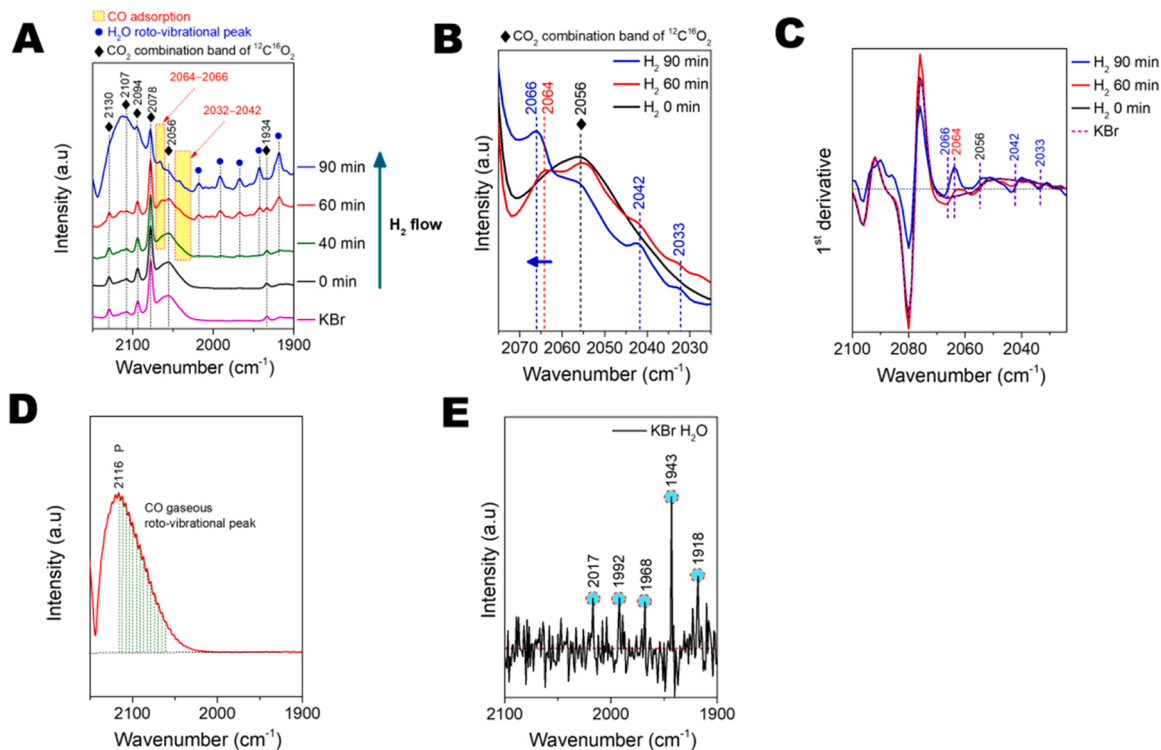 A
CO adsorption
● H₂O roto-vibrational peak
◆ CO₂ combination band of ¹²C¹⁶O₂
2064–2066
2032–2042
2130
2107
2094
2078
2056
1934
90 min
60 min
40 min
0 min
KBr
H₂ flow
Intensity (a.u)
2100
2000
1900
Wavenumber (cm⁻¹)
B
◆ CO₂ combination band of ¹²C¹⁶O₂
H₂ 90 min
H₂ 60 min
H₂ 0 min
2066
2064
2056
2042
2033
Intensity (a.u)
2070 2060 2050 2040 2030
Wavenumber (cm⁻¹)
C
H₂ 90 min
H₂ 60 min
H₂ 0 min
KBr
2066
2064
2056
2042
2033
1ˢᵗ derivative
2100 2080 2060 2040
Wavenumber (cm⁻¹)
D
2116 P
CO gaseous
roto-vibrational peak
Intensity (a.u)
2100 2000 1900
Wavenumber (cm⁻¹)
E
KBr H₂O
2017
1992
1968
1943
1918
Intensity (a.u)
2100 2000 1900
Wavenumber (cm⁻¹)